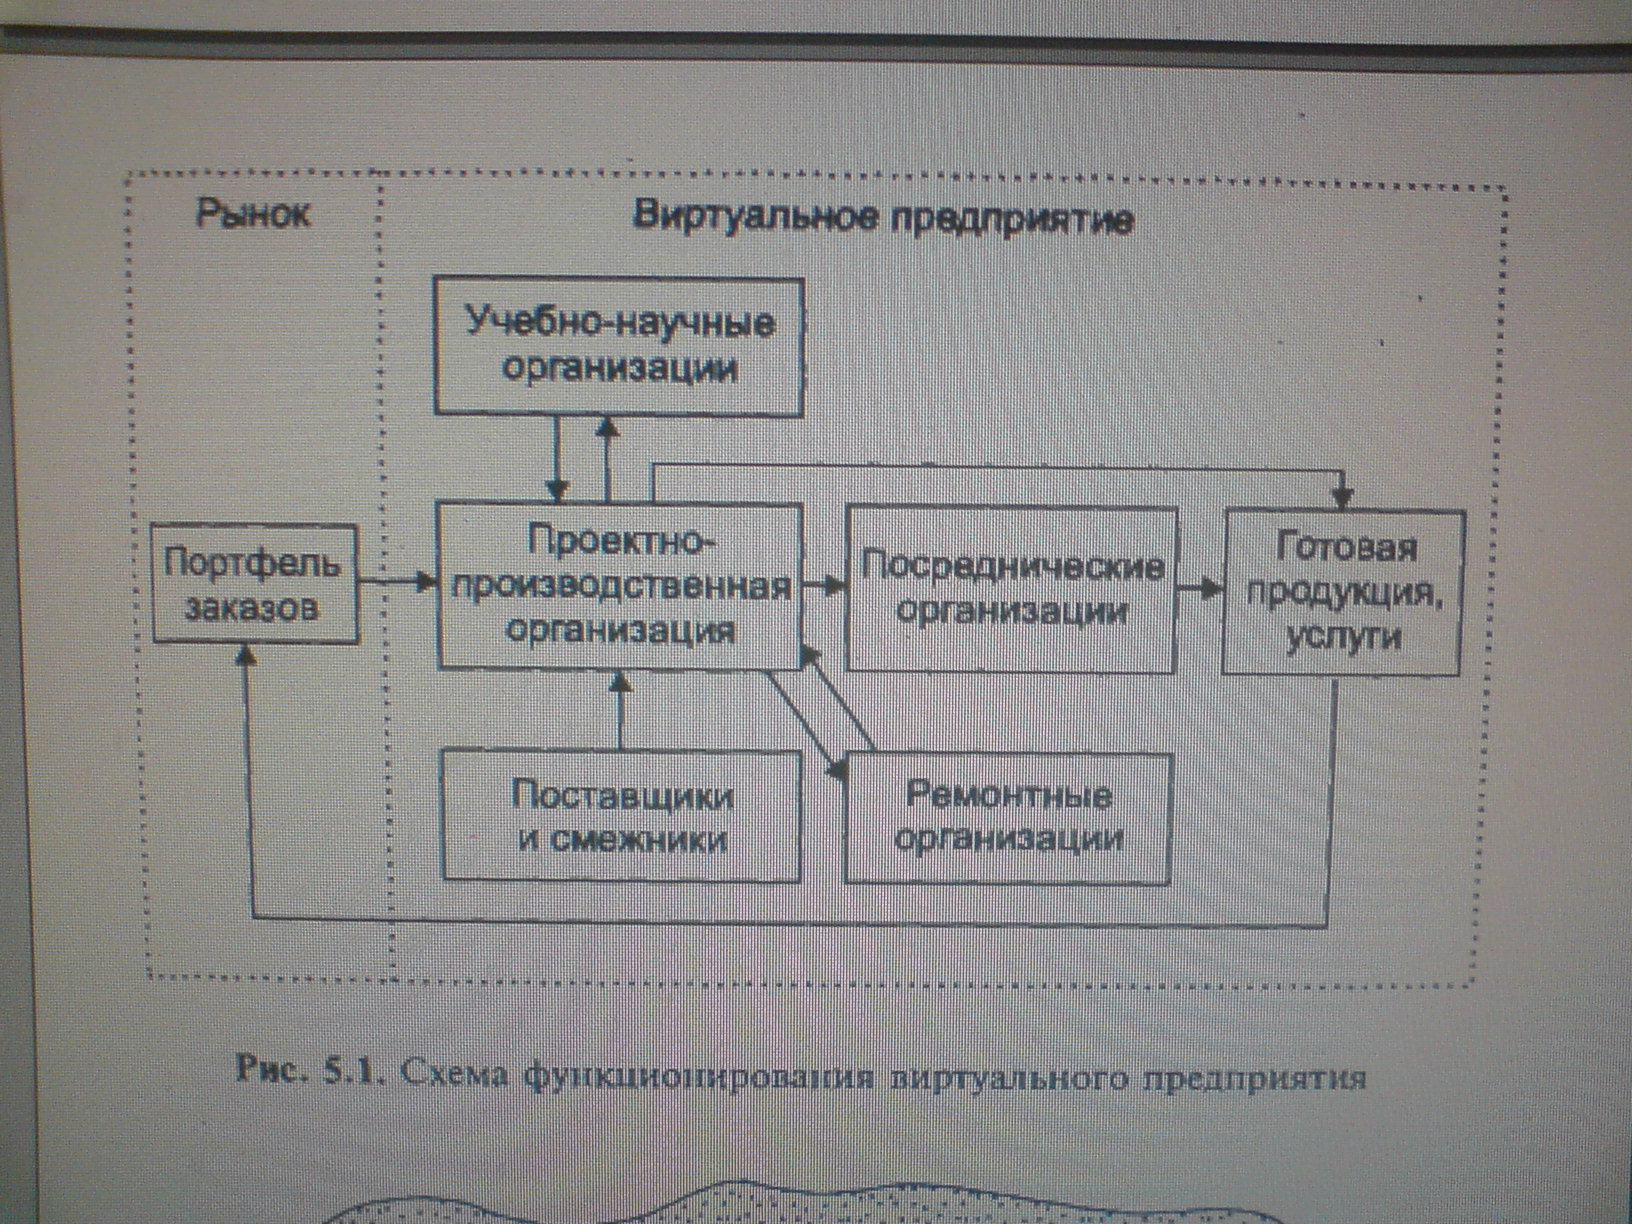 Рынок
Виртуальное предприятие
Учебно-научные
организации
Портфель
заказов
Проектно-
производственная
организация
Посреднические
организации
Готовая
продукция,
услуги
Поставщики
и смежники
Ремонтные
организации
Рис. 5.1. Схема функционирования виртуального предприятия